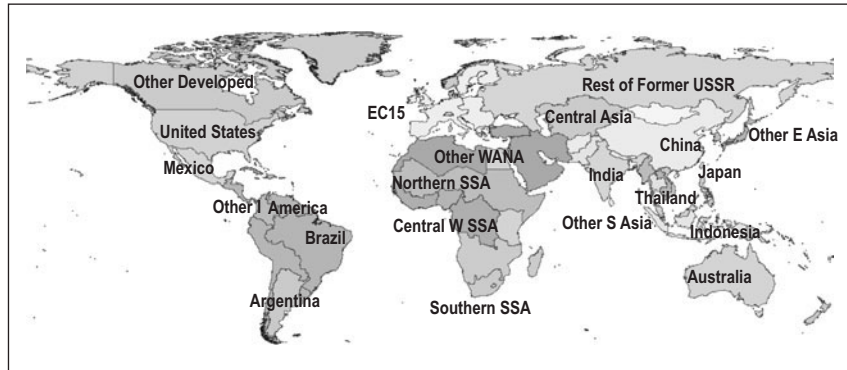 Other Developed
Rest of Former USSR
EC15
Central Asia
United States
China
Other E Asia
Other WANA
Mexico
India
Japan
Northern SSA
Thailand
Other l America
Central W SSA
Other S Asia
Indonesia
Brazil
Australia
Argentina
Southern SSA